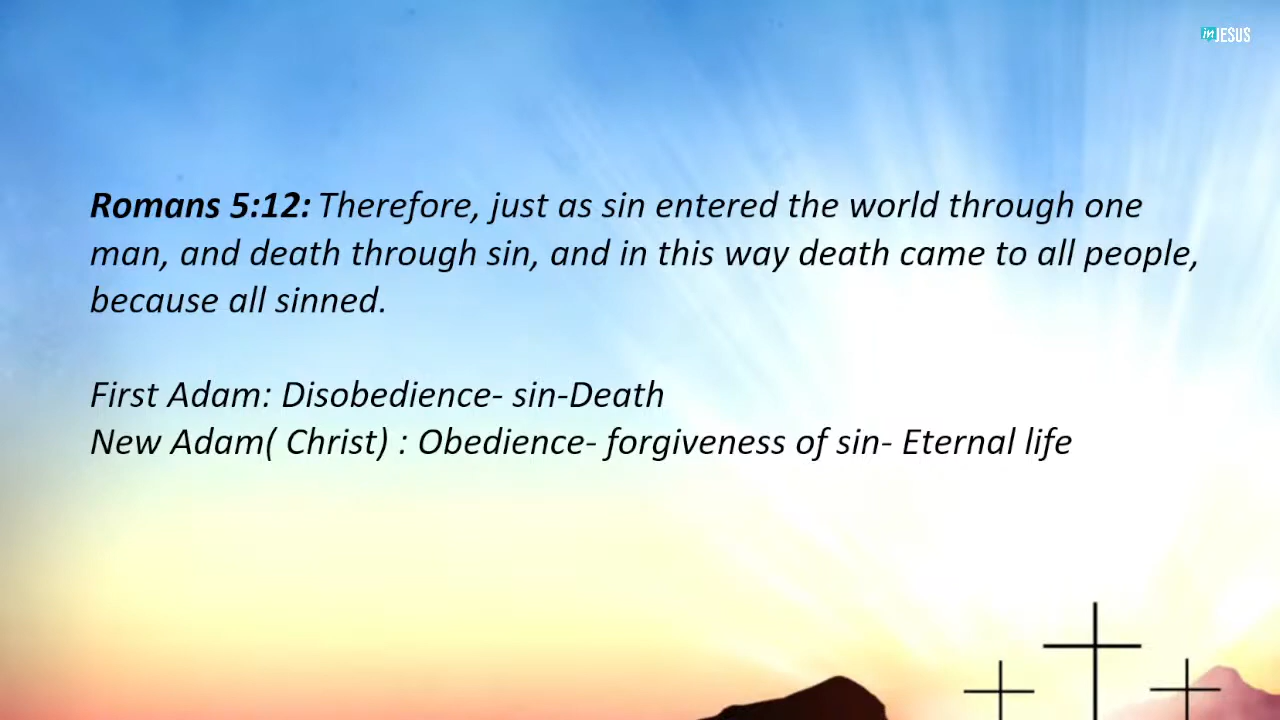 in JESUS
Romans 5:12: Therefore, just as sin entered the world through one
man, and death through sin, and in this way death came to all people,
because all sinned.
First Adam: Disobedience- sin-Death
New Adam( Christ) : Obedience- forgiveness of sin- Eternal life